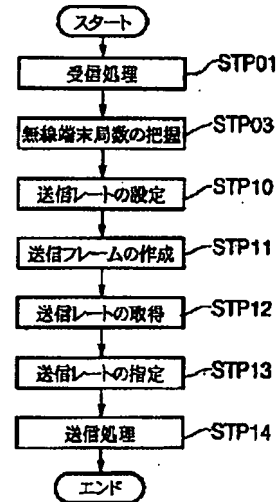 スタート
受信処理 STP01
無線端末局数の把握 STP03
送信レートの設定 STP10
送信フレームの作成 STP11
送信レートの取得 STP12
送信レートの指定 STP13
送信処理 STP14
エンド